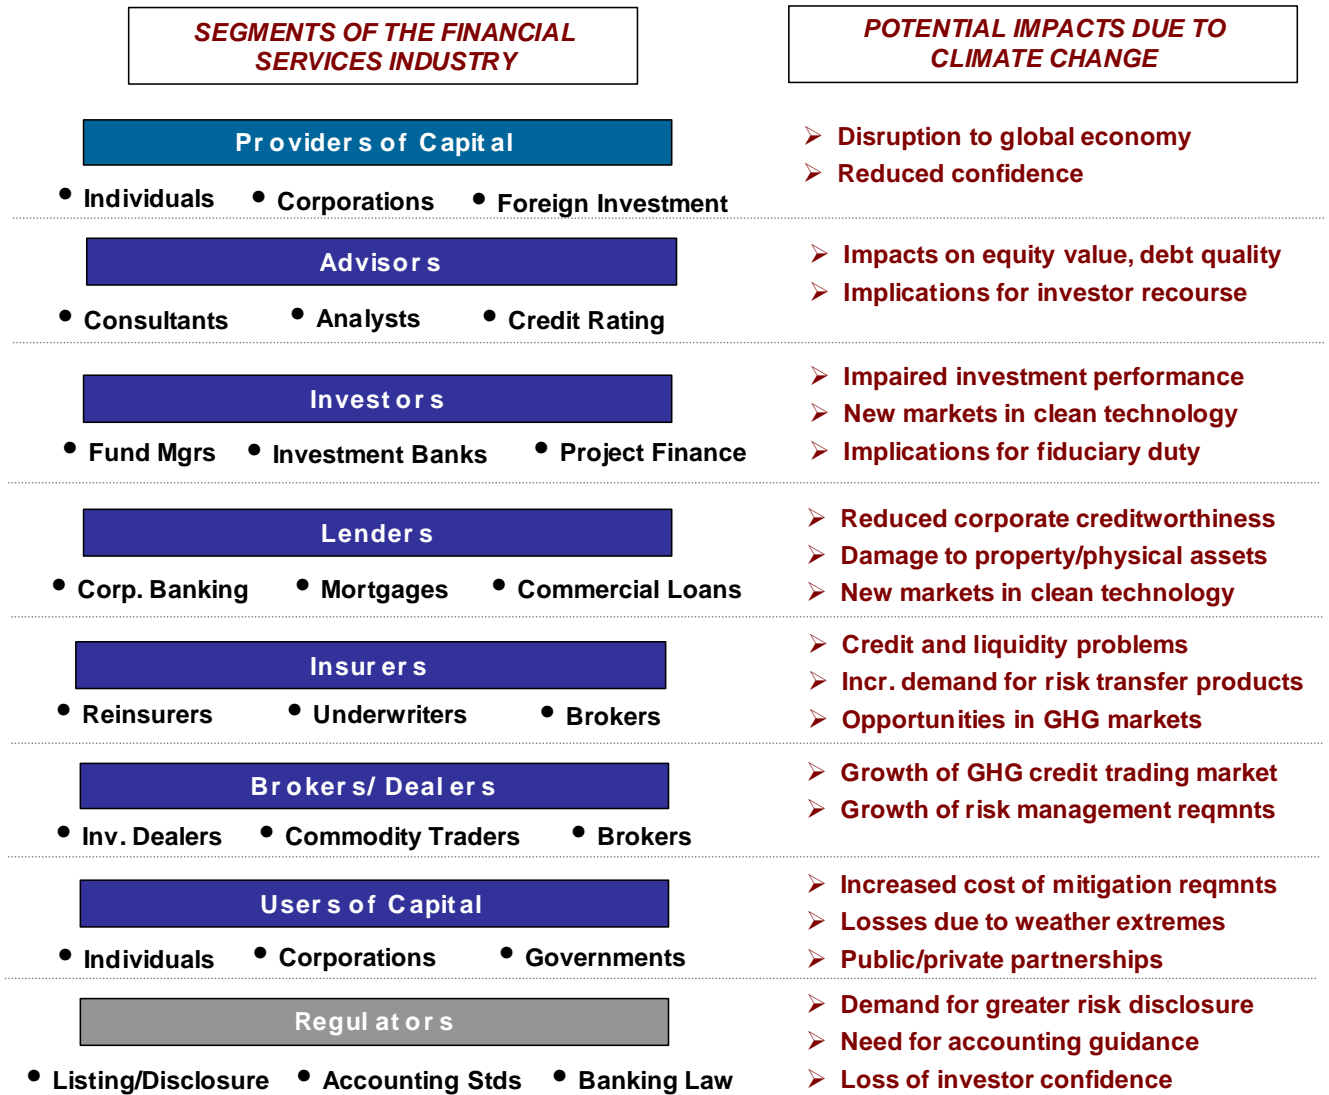 SEGMENTS OF THE FINANCIAL
SERVICES INDUSTRY
POTENTIAL IMPACTS DUE TO
CLIMATE CHANGE
Providers of Capital
• Individuals • Corporations • Foreign Investment
➢ Disruption to global economy
➢ Reduced confidence
Advisors
• Consultants • Analysts • Credit Rating
➢ Impacts on equity value, debt quality
➢ Implications for investor recourse
Investors
• Fund Mgrs • Investment Banks • Project Finance
➢ Impaired investment performance
➢ New markets in clean technology
➢ Implications for fiduciary duty
Lenders
• Corp. Banking • Mortgages • Commercial Loans
➢ Reduced corporate creditworthiness
➢ Damage to property/physical assets
➢ New markets in clean technology
Insurers
• Reinsurers • Underwriters • Brokers
➢ Credit and liquidity problems
➢ Incr. demand for risk transfer products
➢ Opportunities in GHG markets
Brokers/ Dealers
• Inv. Dealers • Commodity Traders • Brokers
➢ Growth of GHG credit trading market
➢ Growth of risk management reqmnts
Users of Capital
• Individuals • Corporations • Governments
➢ Increased cost of mitigation reqmnts
➢ Losses due to weather extremes
➢ Public/private partnerships
Regulators
• Listing/Disclosure • Accounting Stds • Banking Law
➢ Demand for greater risk disclosure
➢ Need for accounting guidance
➢ Loss of investor confidence